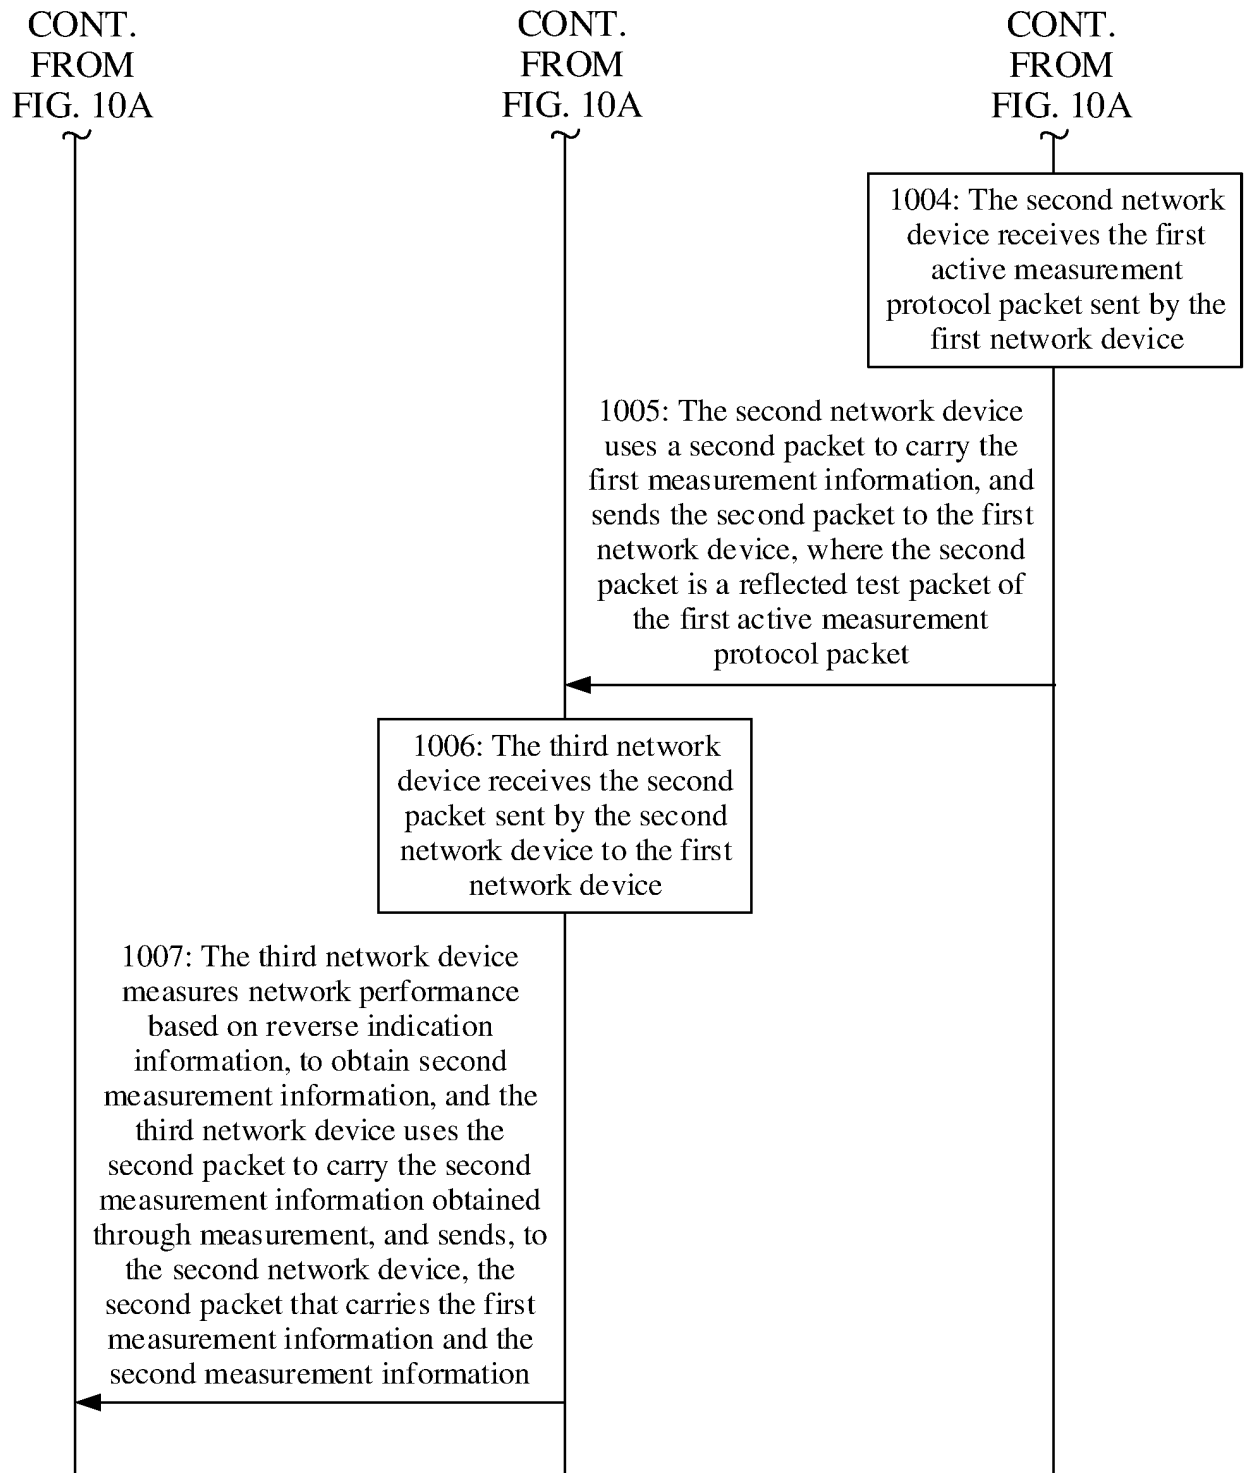 CONT.
FROM
FIG. 10A
CONT.
FROM
FIG. 10A
CONT.
FROM
FIG. 10A
1004: The second network
device receives the first
active measurement
protocol packet sent by the
first network device
1005: The second network device
uses a second packet to carry the
first measurement information, and
sends the second packet to the first
network device, where the second
packet is a reflected test packet of
the first active measurement
protocol packet
1006: The third network
device receives the second
packet sent by the second
network device to the first
network device
1007: The third network device
measures network performance
based on reverse indication
information, to obtain second
measurement information, and the
third network device uses the
second packet to carry the second
measurement information obtained
through measurement, and sends, to
the second network device, the
second packet that carries the first
measurement information and the
second measurement information